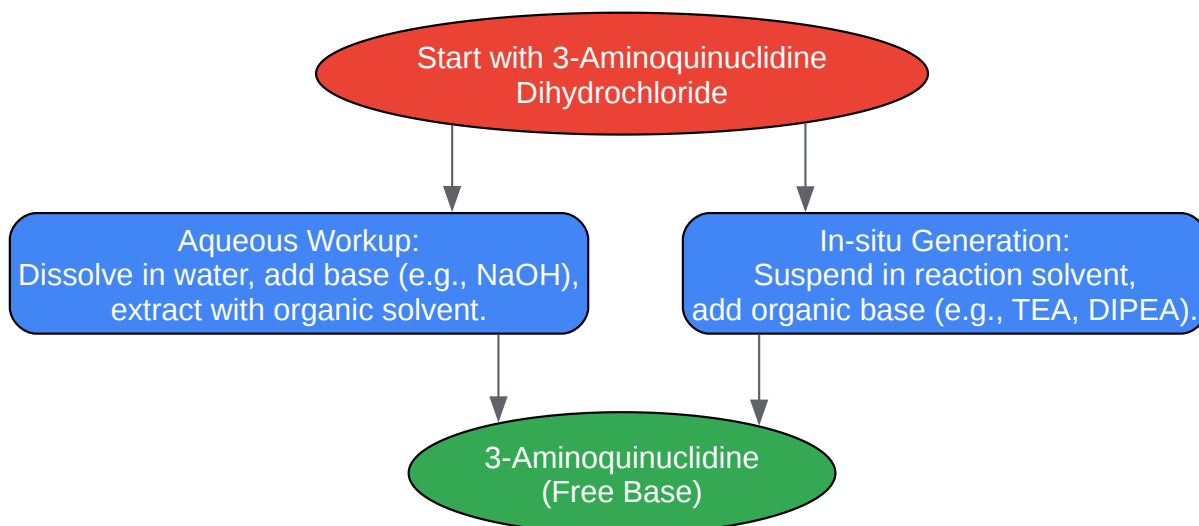 Start with 3-Aminoquinuclidine
Dihydrochloride
Aqueous Workup:
Dissolve in water, add base (e.g., NaOH),
extract with organic solvent.
In-situ Generation:
Suspend in reaction solvent,
add organic base (e.g., TEA, DIPEA).
3-Aminoquinuclidine
(Free Base)